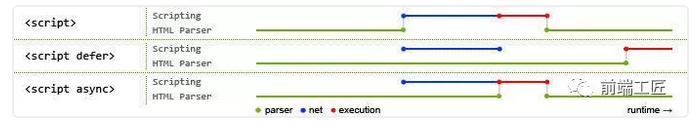 <script>
Scripting
HTML Parser
<script defer>
Scripting
HTML Parser
<script async>
Scripting
HTML Parser
前端工匠
parser net execution runtime →